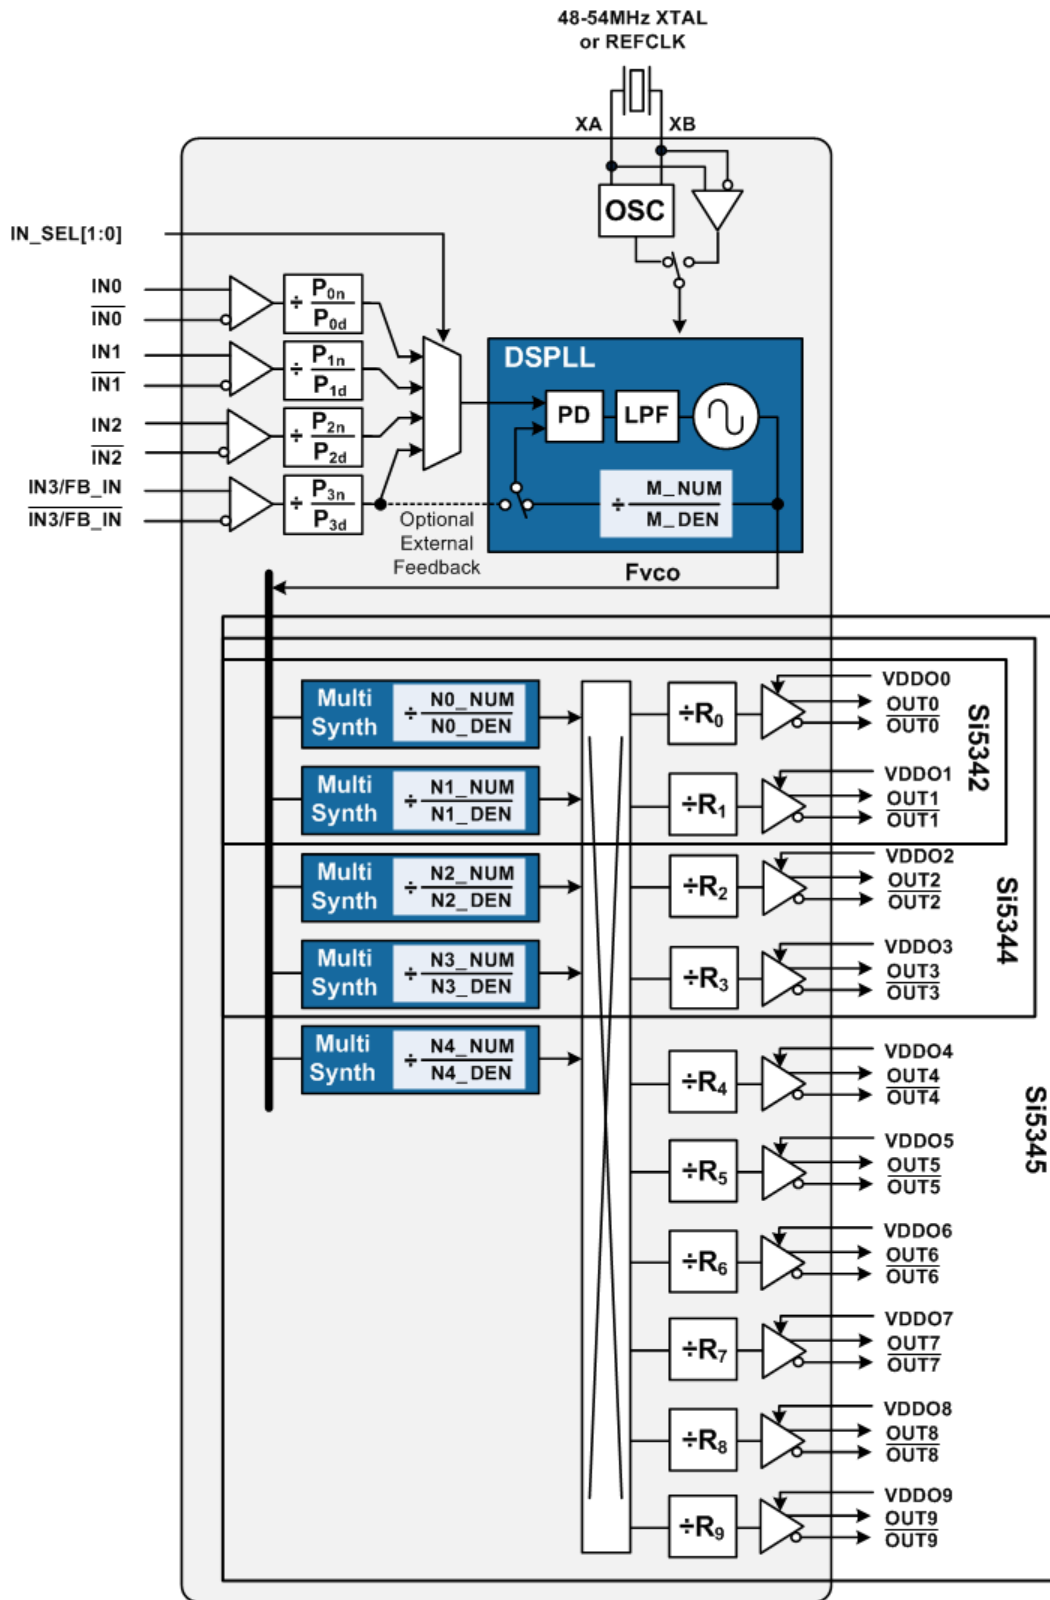 48-54MHz XTAL
or REFCLK
XA XB
OSC
IN_SEL[1:0]
IN0
IN0
÷ P0n
P0d
IN1
IN1
÷ P1n
P1d
IN2
IN2
÷ P2n
P2d
IN3/FB_IN
IN3/FB_IN
÷ P3n
P3d
DSPLL
PD LPF
÷ M_NUM
M_DEN
Optional
External
Feedback
Fvco
Multi
Synth
÷ N0_NUM
N0_DEN
÷R0
VDDO0
OUT0
OUT0
Multi
Synth
÷ N1_NUM
N1_DEN
÷R1
VDDO1
OUT1
OUT1
Si5342
Multi
Synth
÷ N2_NUM
N2_DEN
÷R2
VDDO2
OUT2
OUT2
Multi
Synth
÷ N3_NUM
N3_DEN
÷R3
VDDO3
OUT3
OUT3
Si5344
Multi
Synth
÷ N4_NUM
N4_DEN
÷R4
VDDO4
OUT4
OUT4
÷R5
VDDO5
OUT5
OUT5
Si5345
÷R6
VDDO6
OUT6
OUT6
÷R7
VDDO7
OUT7
OUT7
÷R8
VDDO8
OUT8
OUT8
÷R9
VDDO9
OUT9
OUT9